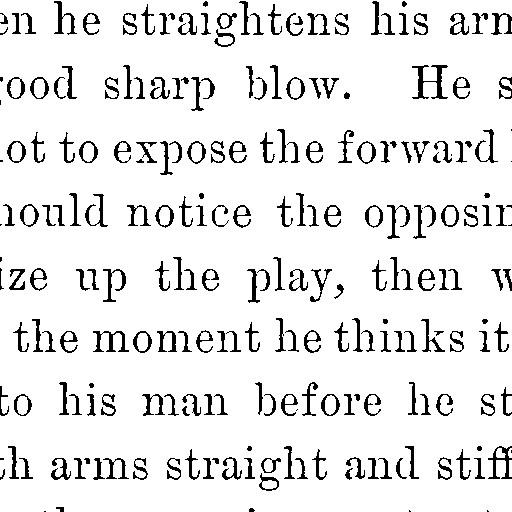 en he straightens his arm
good sharp blow. He s
not to expose the forward
hould notice the opposin
ize up the play, then w
the moment he thinks it
to his man before he st
th arms straight and stiff